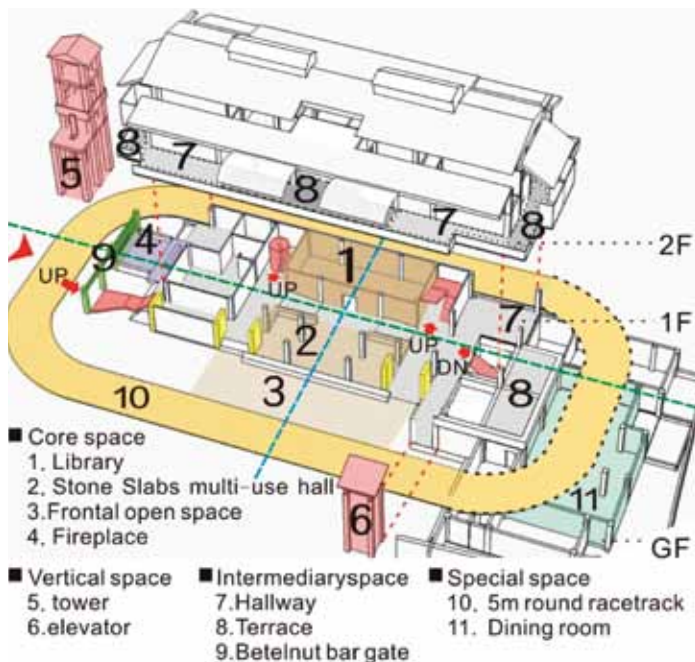 8
7
5
8
7
8
2F
4
9
1
UP
UP
7
1F
2
UP
DN
8
3
10
6
11
GF
■ Core space
1, Library
2, Stone Slabs multi-use hall
3.Frontal open space
4, Fireplace
■ Vertical space
5, tower
6.elevator
■ Intermediaryspace
7.Hallway
8.Terrace
9.Betelnut bar gate
■ Special space
10, 5m round racetrack
11. Dining room